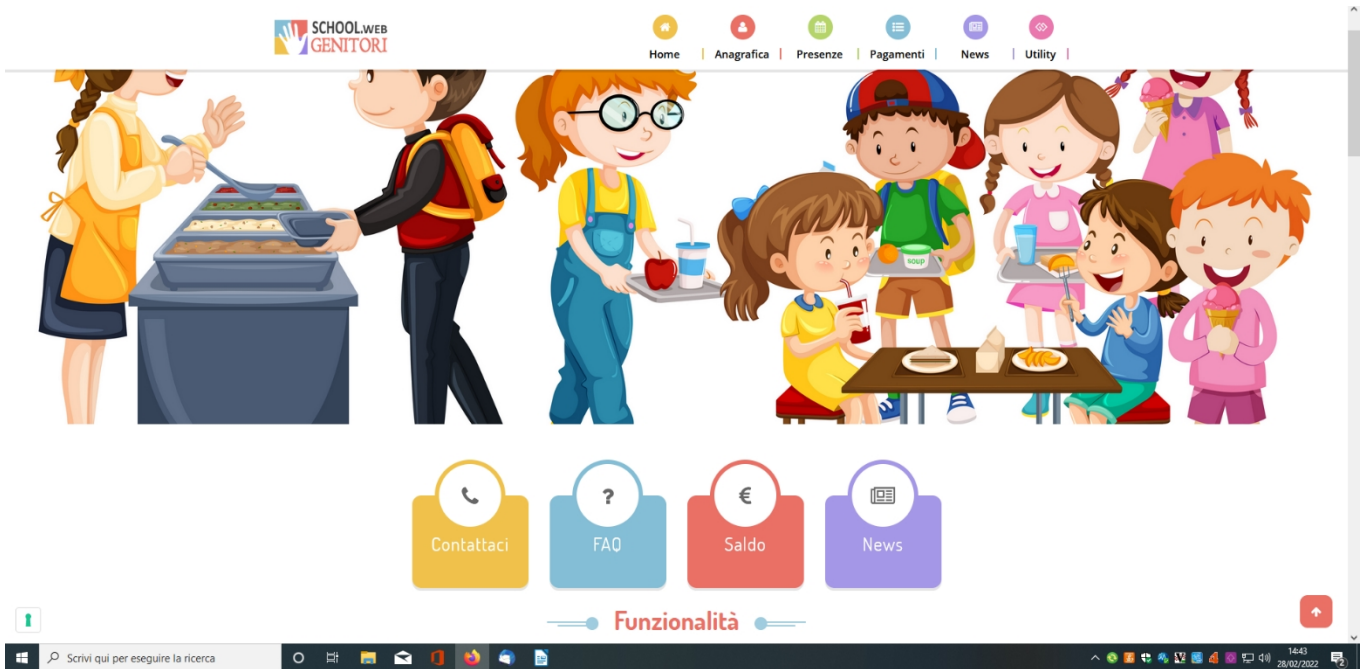 SCHOOL.WEB
GENITORI
Home
Anagrafica
Presenze
Pagamenti
News
Utility
soup
Contattaci
FAQ
Saldo
News
Funzionalità
Scrivi qui per eseguire la ricerca
14:43
28/02/2022
2